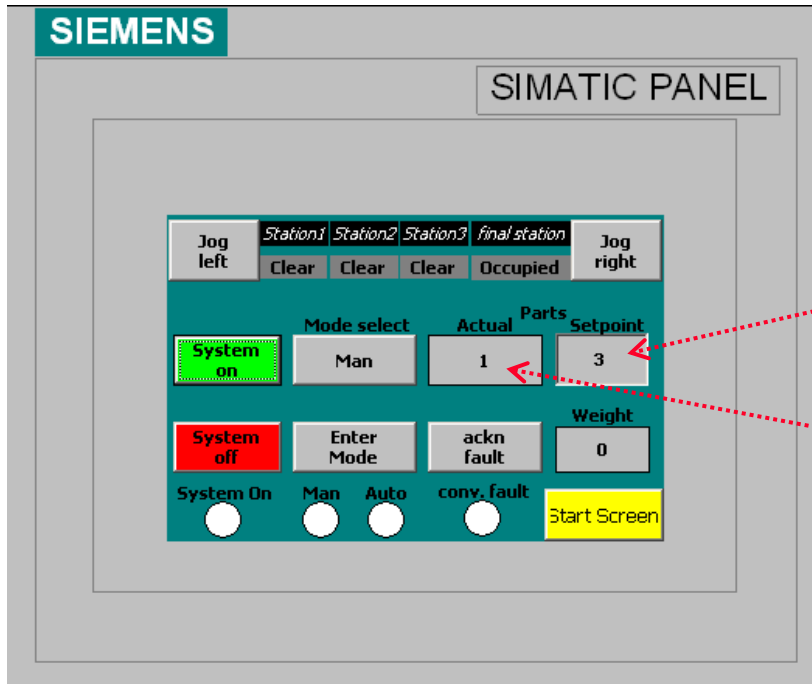 SIEMENS
SIMATIC PANEL
Jog left
Station1 Station2 Station3 final station
Jog right
Clear Clear Clear Occupied
Parts
Mode select Actual Setpoint
System on
Man
1
3
Weight
System off
Enter Mode
ackn fault
0
System On Man Auto conv. fault
Start Screen